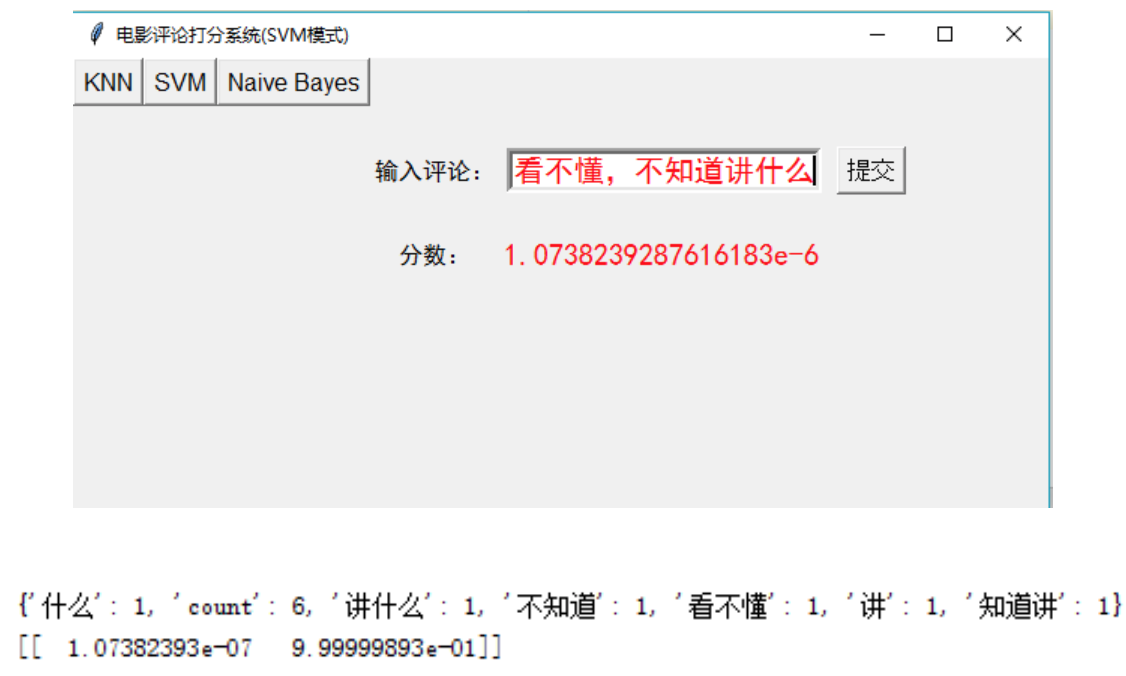 电影评论打分系统(SVM模式)
KNN SVM Naive Bayes
输入评论： 看不懂，不知道讲什么 提交
分数： 1.0738239287616183e-6
{'什么': 1, 'count': 6, '讲什么': 1, '不知道': 1, '看不懂': 1, '讲': 1, '知道讲': 1}
[[ 1.07382393e-07 9.99999893e-01]]